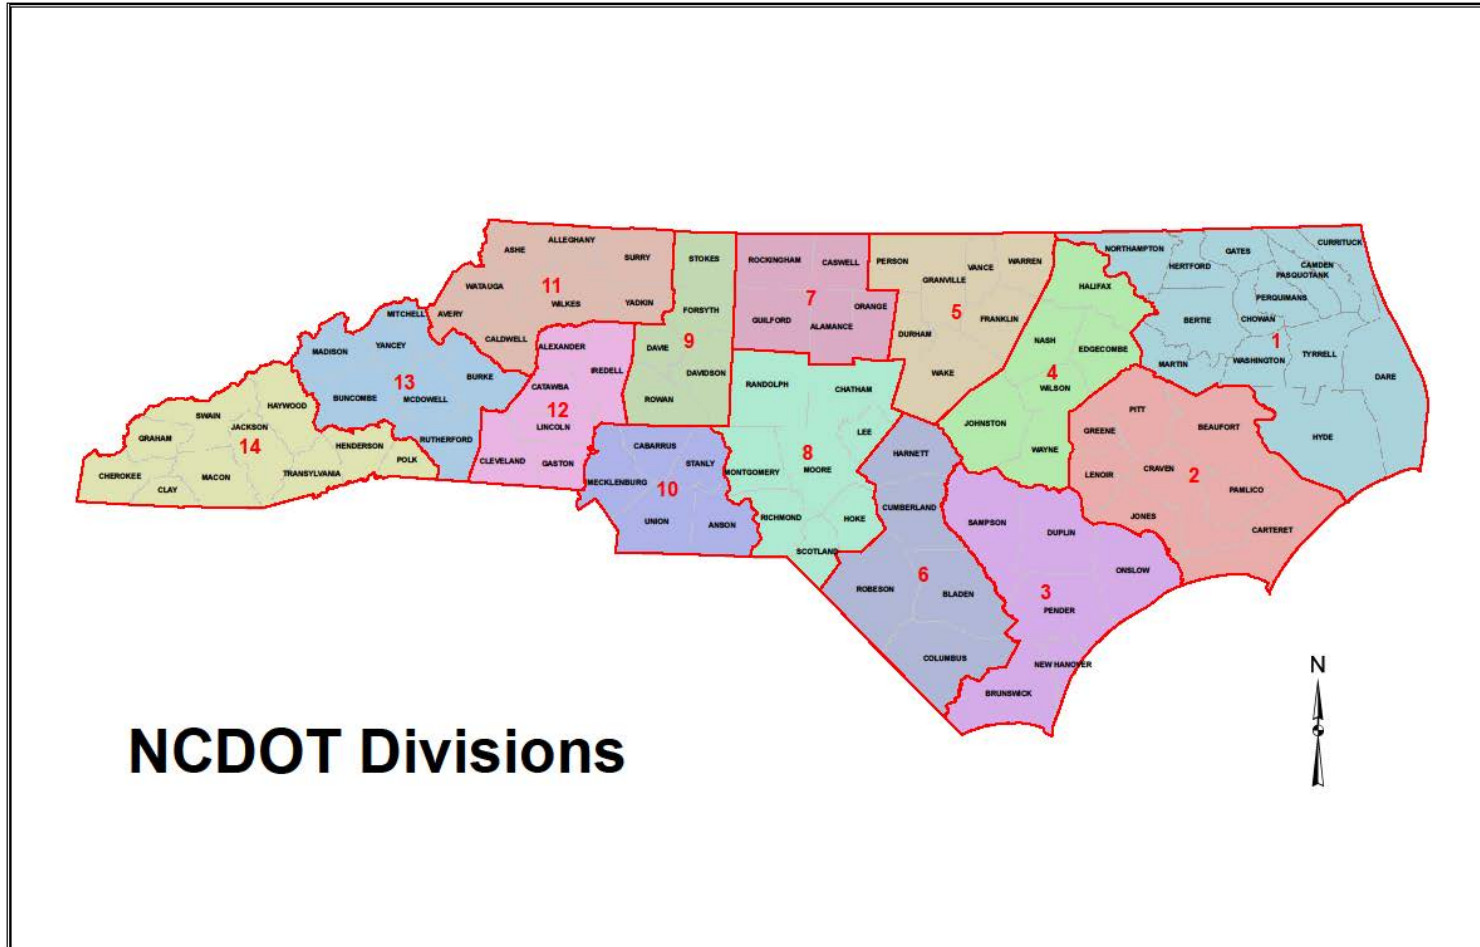 ALLEGHANY
ASHE
SURRY
WATAUGA
11
WILKES
YADKIN
AVERY
CALDWELL
STOKES
FORSYTH
9
DAVIE
DAVIDSON
ROWAN
ROCKINGHAM
CASWELL
7
ORANGE
GUILFORD
ALAMANCE
PERSON
WARREN
VANCE
GRANVILLE
5
FRANKLIN
DURHAM
WAKE
HALIFAX
NASH
EDGECOMBE
4
WILSON
JOHNSTON
WAYNE
NORTHAMPTON
GATES
CURRITUCK
HERTFORD
CAMDEN
PASQUOTANK
PERQUIMANS
BERTIE
CHOWAN
1
TYRRELL
MARTIN
WASHINGTON
DARE
HYDE
MITCHELL
MADISON
YANCEY
13
BURKE
BUNCOMBE
MCDOWELL
RUTHERFORD
ALEXANDER
IREDELL
CATAWBA
12
LINCOLN
CLEVELAND
GASTON
HAYWOOD
SWAIN
JACKSON
GRAHAM
14
HENDERSON
POLK
CHEROKEE
MACON
TRANSYLVANIA
CLAY
CABARRUS
STANLY
MECKLENBURG
10
UNION
ANSON
RANDOLPH
CHATHAM
LEE
8
MONTGOMERY
MOORE
RICHMOND
HOKE
SCOTLAND
HARNETT
CUMBERLAND
6
ROBESON
BLADEN
COLUMBUS
SAMPSON
DUPLIN
ONSLOW
3
PENDER
NEW HANOVER
BRUNSWICK
PITT
BEAUFORT
GREENE
LENOIR
CRAVEN
2
PAMLICO
JONES
CARTERET
N
NCDOT Divisions